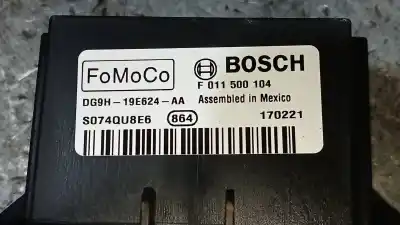 FoMoCo
BOSCH
F 011 500 104
DG9H-19E624-AA Assembled in Mexico
S074QU8E6 864 170221